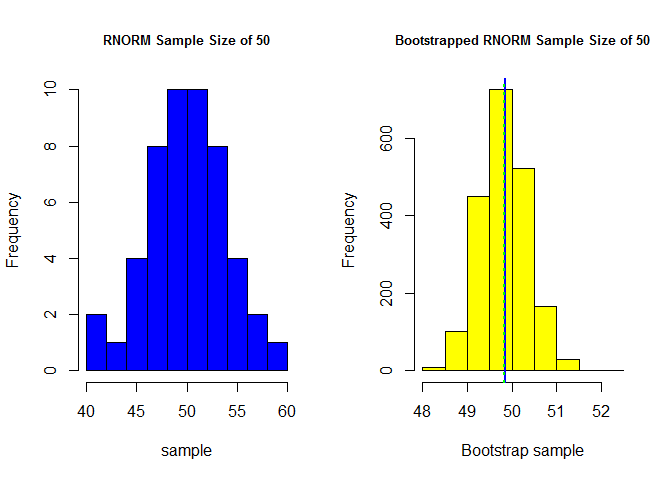 RNORM Sample Size of 50
Frequency
10
8
6
4
2
0
40 45 50 55 60
sample
Bootstrapped RNORM Sample Size of 50
Frequency
600
400
200
0
48 49 50 51 52
Bootstrap sample